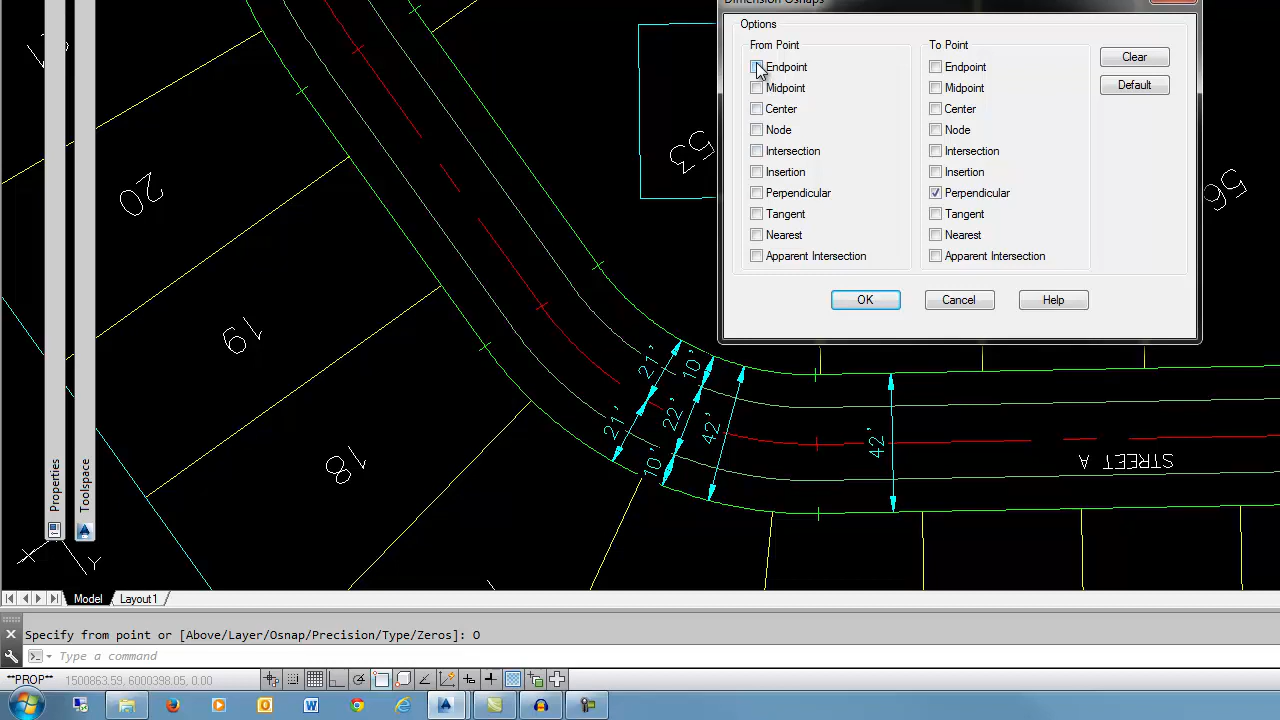 Dimension Osnaps
Options
From Point
To Point
Endpoint
Endpoint
Clear
Midpoint
Midpoint
Default
Center
Center
Node
Node
Intersection
Intersection
Insertion
Insertion
Perpendicular
Perpendicular
Tangent
Tangent
Nearest
Nearest
Apparent Intersection
Apparent Intersection
OK
Cancel
Help
20
53
56
19
18
21'
10'
21'
22'
42'
10'
42'
STREET A
Properties
Toolspace
X
Y
Model
Layout1
Specify from point or [Above/Layer/Osnap/Precision/Type/Zeros]: O
Type a command
**PROP**
1500863.59, 6000398.05, 0.00